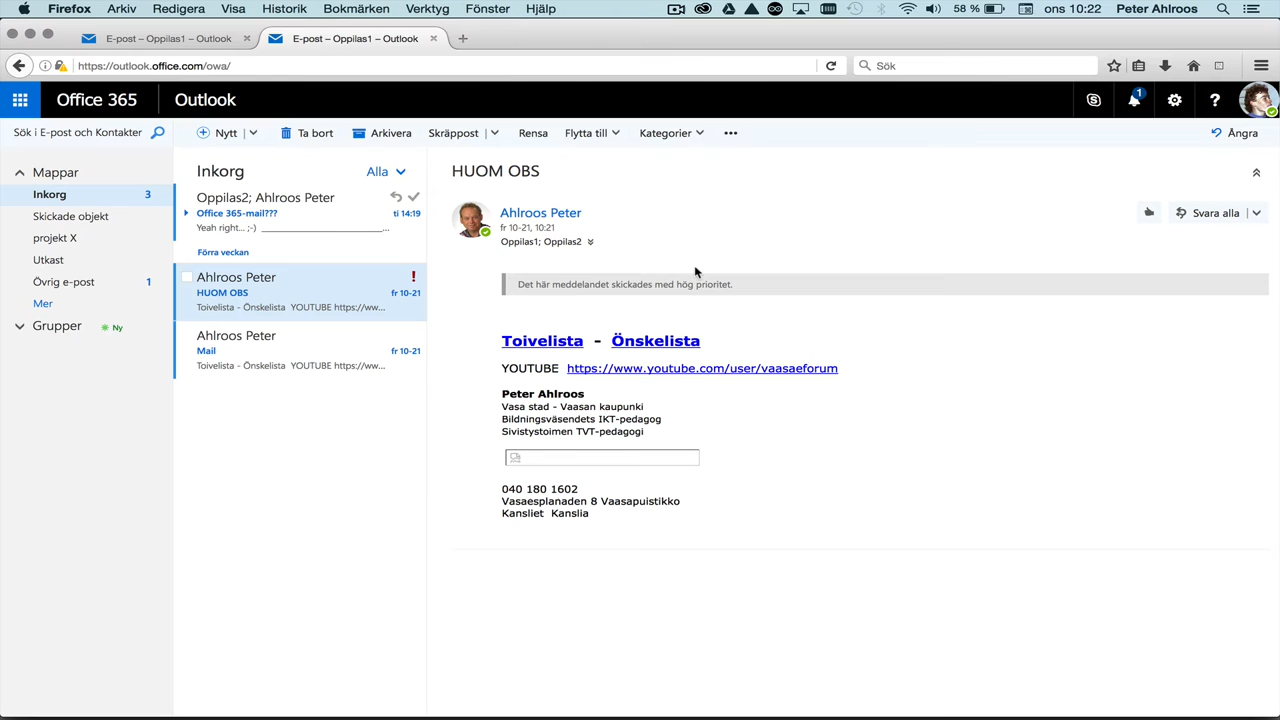 Firefox Arkiv Redigera Visa Historik Bokmärken Verktyg Fönster Hjälp 58 % ons 10:22 Peter Ahlroos
E-post – Oppilas1 – Outlook
E-post – Oppilas1 – Outlook
https://outlook.office.com/owa/
Sök
Office 365 Outlook
1
Sök i E-post och Kontakter
Nytt Ta bort Arkivera Skräppost Rensa Flytta till Kategorier Ångra
Mappar
Inkorg 3
Skickade objekt
projekt X
Utkast
Övrig e-post 1
Mer
Grupper Ny
Inkorg Alla
Oppilas2; Ahlroos Peter
Office 365-mail??? ti 14:19
Yeah right... ;-) ...
Förra veckan
Ahlroos Peter !
HUOM OBS fr 10-21
Toivelista - Önskelista YOUTUBE https://ww...
Ahlroos Peter
Mail fr 10-21
Toivelista - Önskelista YOUTUBE https://ww...
HUOM OBS
Ahlroos Peter
fr 10-21, 10:21
Oppilas1; Oppilas2
Svara alla
Det här meddelandet skickades med hög prioritet.
Toivelista - Önskelista
YOUTUBE https://www.youtube.com/user/vaasaeforum
Peter Ahlroos
Vasa stad - Vaasan kaupunki
Bildningsväsendets IKT-pedagog
Sivistystoimen TVT-pedagogi
040 180 1602
Vasaesplanaden 8 Vaasapuistikko
Kansliet Kanslia